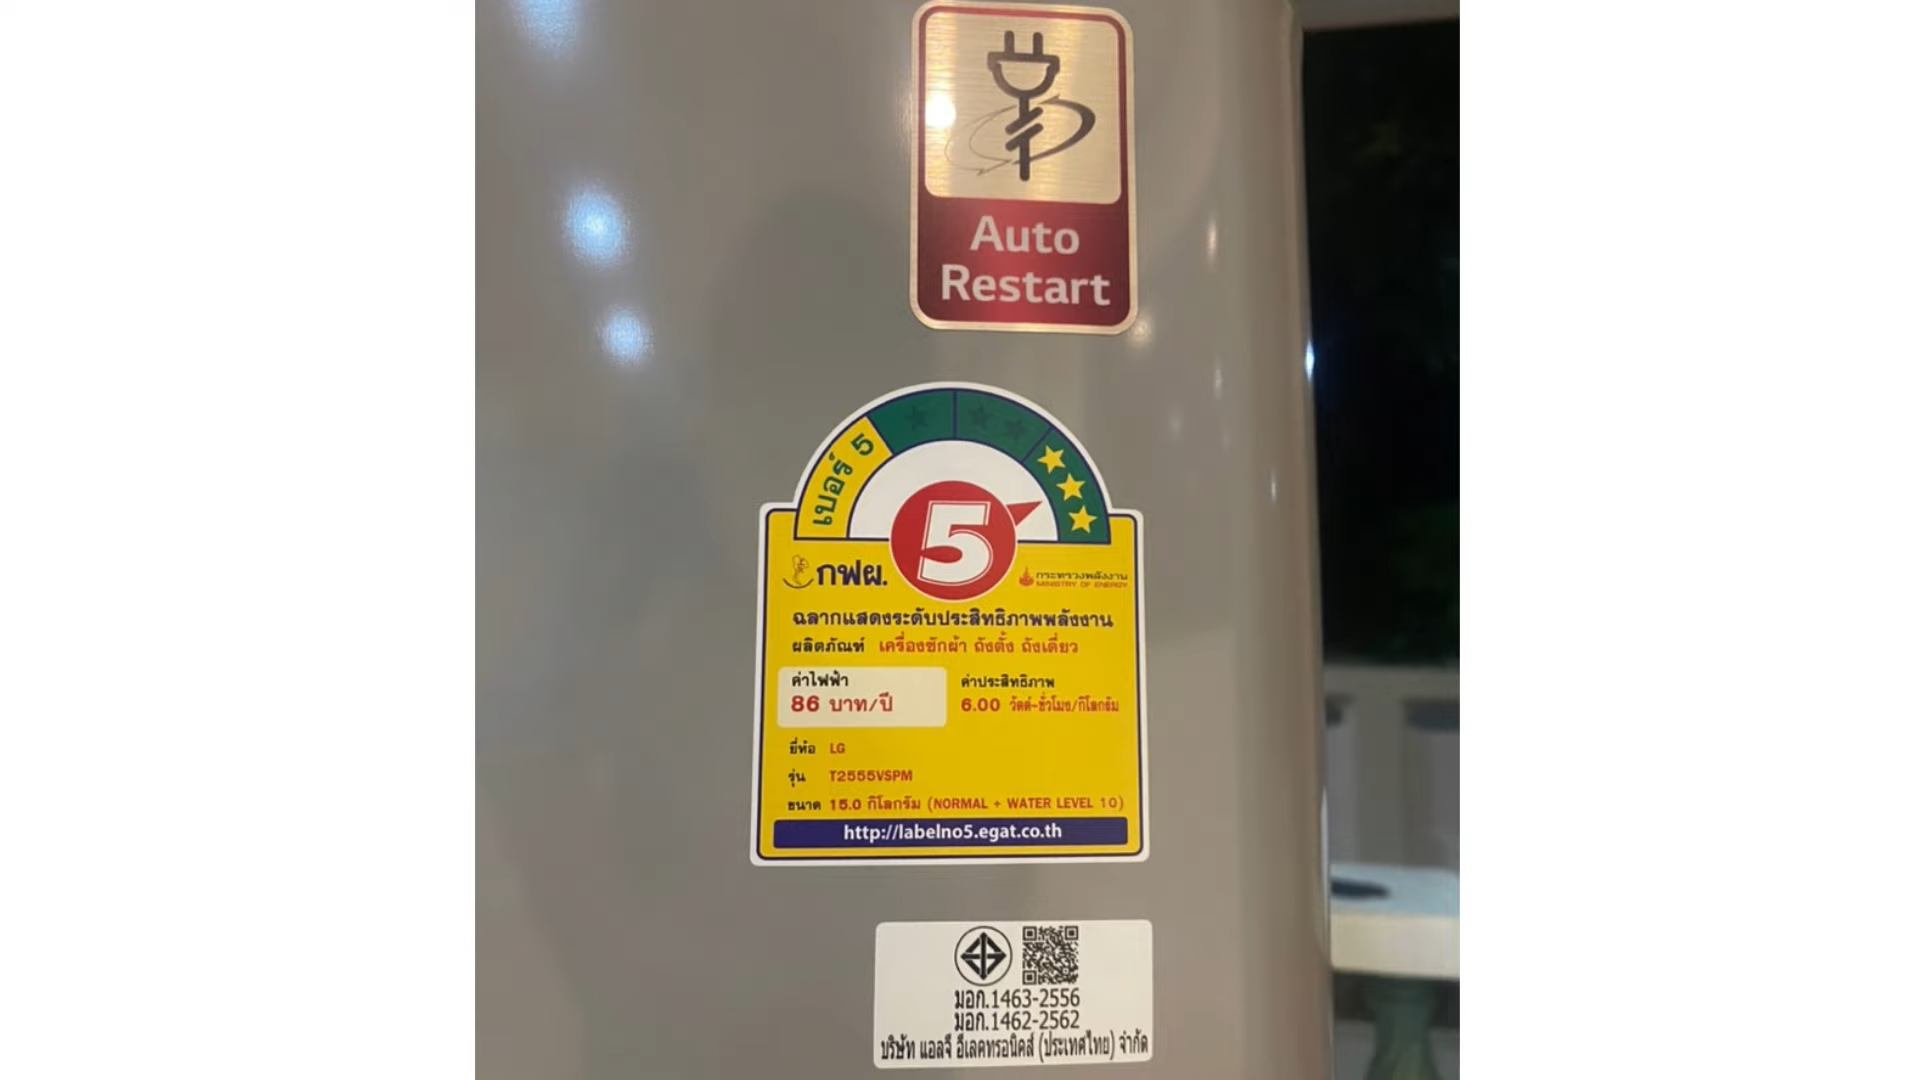 Auto
Restart
เบอร์ 5
5
กฟผ.
กระทรวงพลังงาน
MINISTRY OF ENERGY
ฉลากแสดงระดับประสิทธิภาพพลังงาน
ผลิตภัณฑ์ เครื่องซักผ้า ถังตั้ง ถังเดี่ยว
ค่าไฟฟ้า ค่าประสิทธิภาพ
86 บาท/ปี 6.00 วัตต์-ชั่วโมง/กิโลกรัม
ยี่ห้อ LG
รุ่น T2555VSPM
ขนาด 15.0 กิโลกรัม (NORMAL + WATER LEVEL 10)
http://labelno5.egat.co.th
มอก.1463-2556
มอก.1462-2562
บริษัท แอลจี อีเลคทรอนิคส์ (ประเทศไทย) จำกัด